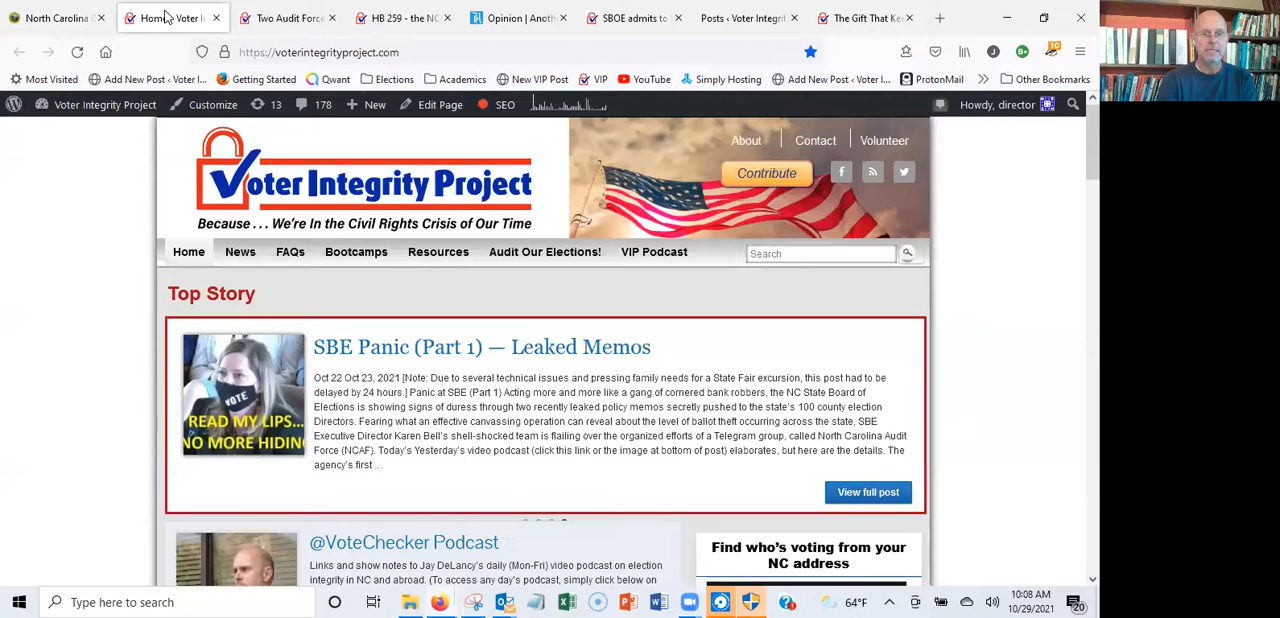 North Carolina G
Home - Voter I
Two Audit Force
HB 259 - the NC
Opinion | Anoth
SBOE admits to
Posts ‹ Voter Integrit
The Gift That Ke
https://voterintegrityproject.com
10
Most Visited
Add New Post ‹ Voter I...
Getting Started
Qwant
Elections
Academics
New VIP Post
VIP
YouTube
Simply Hosting
Add New Post ‹ Voter I...
ProtonMail
Other Bookmarks
Voter Integrity Project
Customize
13
178
New
Edit Page
SEO
Howdy, director
Voter Integrity Project
Because . . . We're In the Civil Rights Crisis of Our Time
About
Contact
Volunteer
Contribute
Home
News
FAQs
Bootcamps
Resources
Audit Our Elections!
VIP Podcast
Search
Top Story
SBE Panic (Part 1) — Leaked Memos
Oct 22 Oct 23, 2021 [Note: Due to several technical issues and pressing family needs for a State Fair excursion, this post had to be
delayed by 24 hours.] Panic at SBE (Part 1) Acting more and more like a gang of cornered bank robbers, the NC State Board of
Elections is showing signs of duress through two recently leaked policy memos secretly pushed to the state's 100 county election
Directors. Fearing what an effective canvassing operation can reveal about the level of ballot theft occurring across the state, SBE
Executive Director Karen Bell's shell-shocked team is flailing over the organized efforts of a Telegram group, called North Carolina Audit
Force (NCAF). Today's Yesterday's video podcast (click this link or the image at bottom of post) elaborates, but here are the details. The
agency's first ...
VOTE
READ MY LIPS...
NO MORE HIDING
View full post
@VoteChecker Podcast
Links and show notes to Jay DeLancy's daily (Mon-Fri) video podcast on election
integrity in NC and abroad. (To access any day's podcast, simply click below on
Find who's voting from your
NC address
Type here to search
64°F
10:08 AM
10/29/2021
20